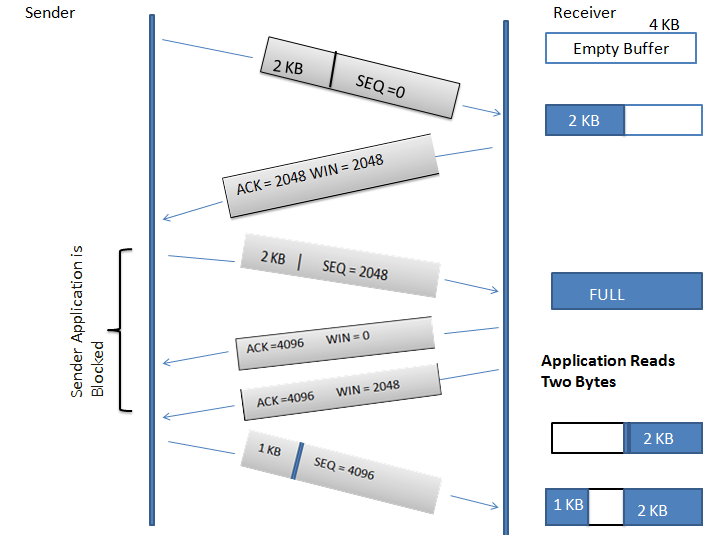 Sender
Receiver
4 KB
Empty Buffer
2 KB
SEQ =0
2 KB
ACK = 2048 WIN = 2048
2 KB | SEQ = 2048
FULL
Sender Application is
Blocked
ACK =4096 WIN = 0
Application Reads
Two Bytes
ACK =4096 WIN = 2048
2 KB
1 KB SEQ = 4096
1 KB
2 KB